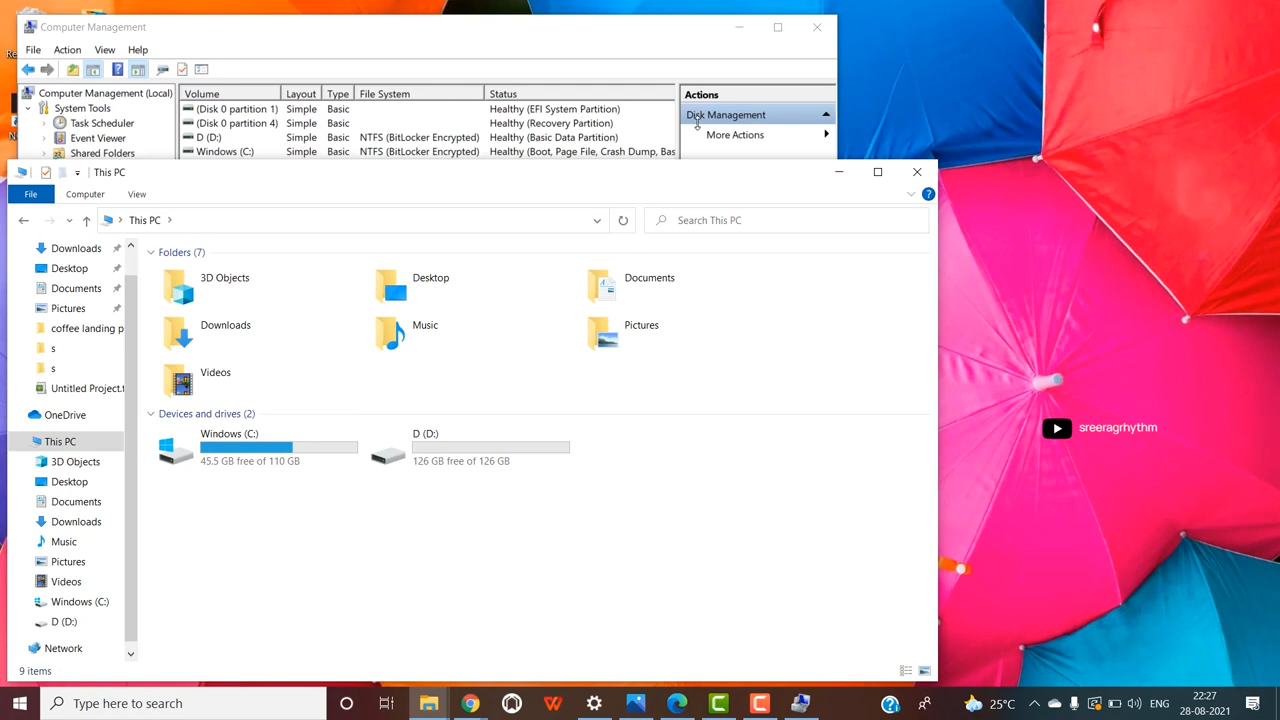 Computer Management
File Action View Help
Computer Management (Local)
System Tools
Task Scheduler
Event Viewer
Shared Folders
Volume Layout Type File System Status
(Disk 0 partition 1) Simple Basic Healthy (EFI System Partition)
(Disk 0 partition 4) Simple Basic Healthy (Recovery Partition)
D (D:) Simple Basic NTFS (BitLocker Encrypted) Healthy (Basic Data Partition)
Windows (C:) Simple Basic NTFS (BitLocker Encrypted) Healthy (Boot, Page File, Crash Dump, Bas
Actions
Disk Management
More Actions
This PC
File Computer View
This PC
Search This PC
Downloads
Desktop
Documents
Pictures
coffee landing p
s
s
Untitled Project.
OneDrive
This PC
3D Objects
Desktop
Documents
Downloads
Music
Pictures
Videos
Windows (C:)
D (D:)
Network
Folders (7)
3D Objects Desktop Documents
Downloads Music Pictures
Videos
Devices and drives (2)
Windows (C:) D (D:)
45.5 GB free of 110 GB 126 GB free of 126 GB
9 items
sreeragrhythm
Type here to search
25°C
22:27
28-08-2021